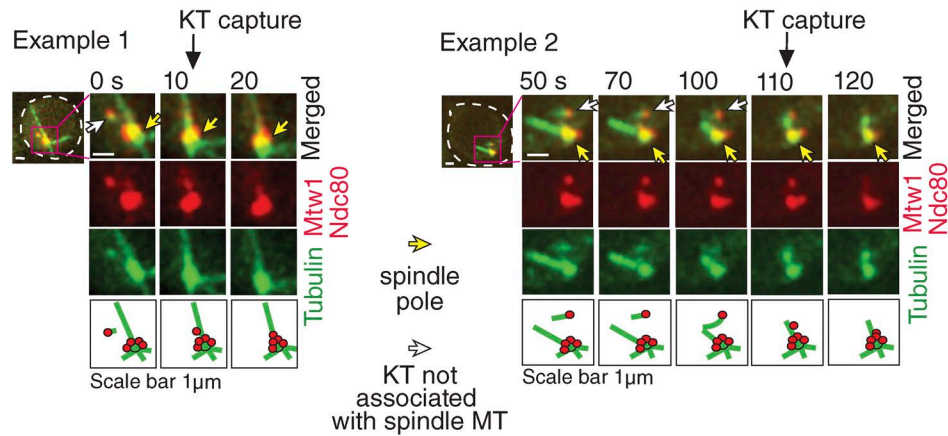 Example 1
KT capture
0 s 10 20
Merged
Mtw1
Ndc80
Tubulin
Scale bar 1µm
spindle
pole
KT not
associated
with spindle MT
Example 2
KT capture
50 s 70 100 110 120
Merged
Mtw1
Ndc80
Tubulin
Scale bar 1µm